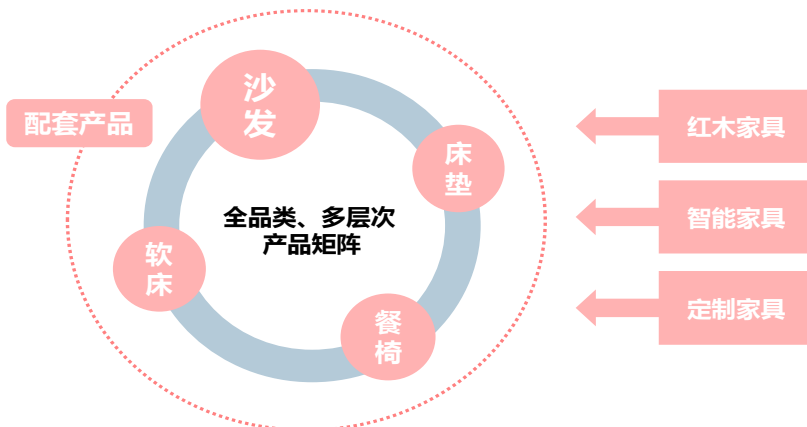 沙
发
配套产品
床
垫
全品类、多层次
产品矩阵
软
床
餐
椅
红木家具
智能家具
定制家具